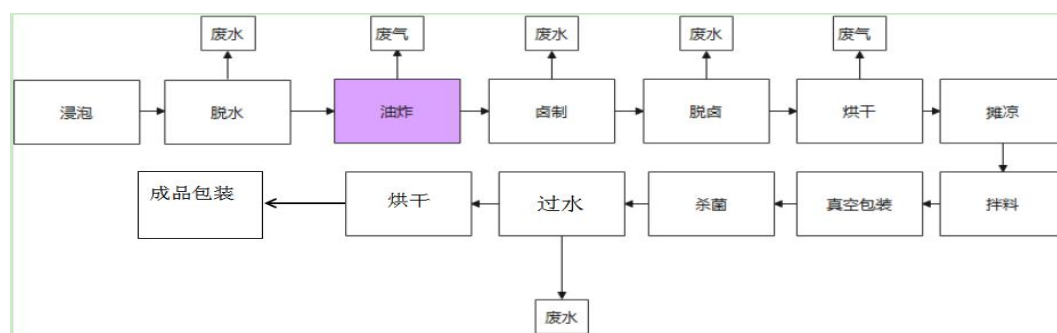 废水
废气
废水
废水
废气
浸泡
脱水
油炸
卤制
脱卤
烘干
摊凉
成品包装
烘干
过水
杀菌
真空包装
拌料
废水